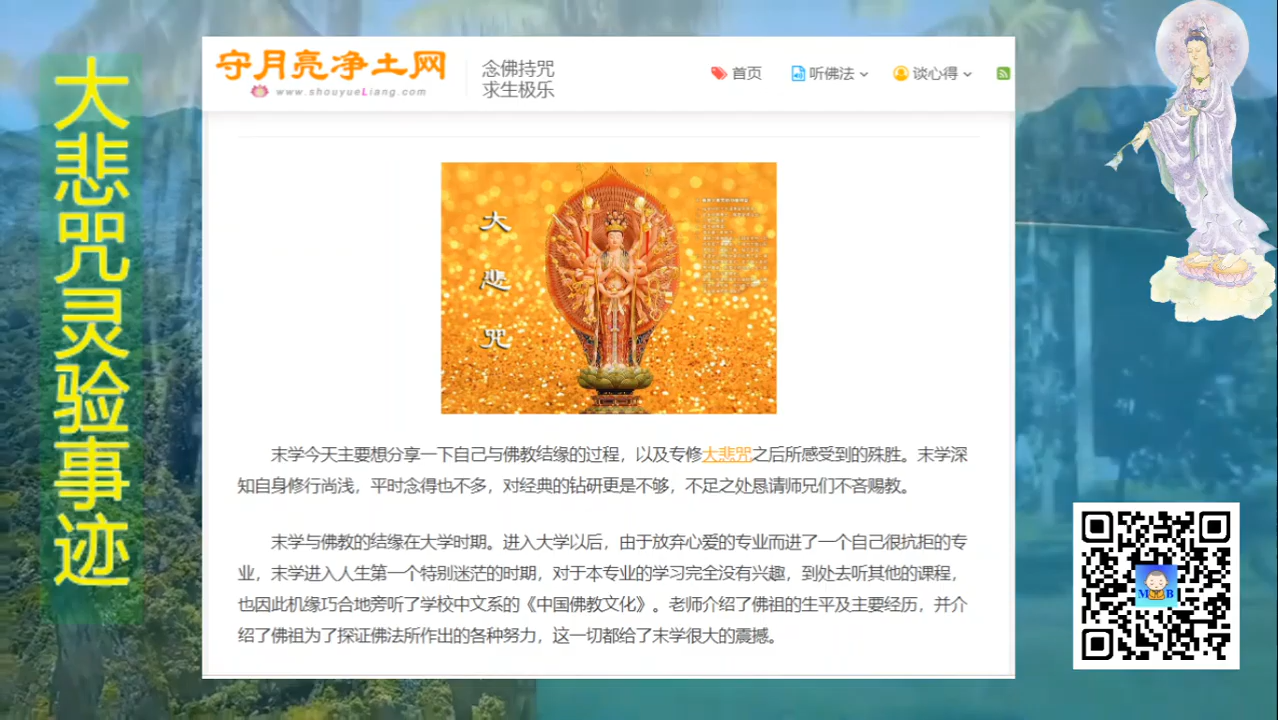 大悲咒灵验事迹
守月亮净土网
www.shouyueLiang.com
念佛持咒
求生极乐
首页
听佛法
谈心得
大悲咒
末学今天主要想分享一下自己与佛教结缘的过程，以及专修大悲咒之后所感受到的殊胜。末学深
知自身修行尚浅，平时念得也不多，对经典的钻研更是不够，不足之处恳请师兄们不吝赐教。
末学与佛教的结缘在大学时期。进入大学以后，由于放弃心爱的专业而进了一个自己很抗拒的专
业，末学进入人生第一个特别迷茫的时期，对于本专业的学习完全没有兴趣，到处去听其他的课程，
也因此机缘巧合地旁听了学校中文系的《中国佛教文化》。老师介绍了佛祖的生平及主要经历，并介
绍了佛祖为了探证佛法所作出的各种努力，这一切都给了末学很大的震撼。
M B